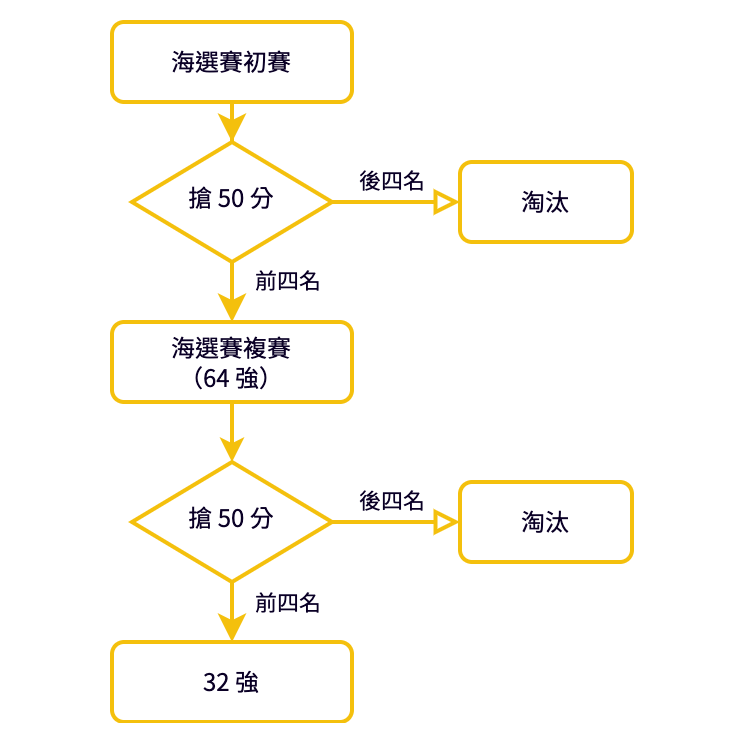 海選賽初賽
搶 50 分
後四名
淘汰
前四名
海選賽複賽
（64 強）
搶 50 分
後四名
淘汰
前四名
32 強